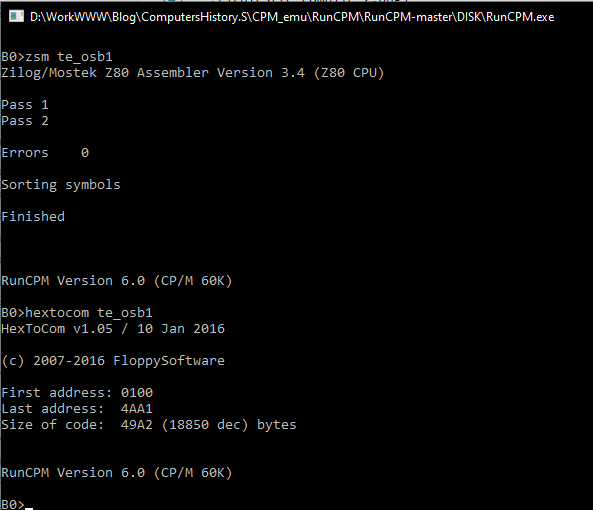 D:\WorkWWW\Blog\ComputersHistory.S\CPM_emu\RunCPM\RunCPM-master\DISK\RunCPM.exe
B0>zsm te_osb1
Zilog/Mostek Z80 Assembler Version 3.4 (Z80 CPU)
Pass 1
Pass 2
Errors    0
Sorting symbols
Finished
RunCPM Version 6.0 (CP/M 60K)
B0>hextocom te_osb1
HexToCom v1.05 / 10 Jan 2016
(c) 2007-2016 FloppySoftware
First address: 0100
Last address:  4AA1
Size of code:  49A2 (18850 dec) bytes
RunCPM Version 6.0 (CP/M 60K)
B0>_